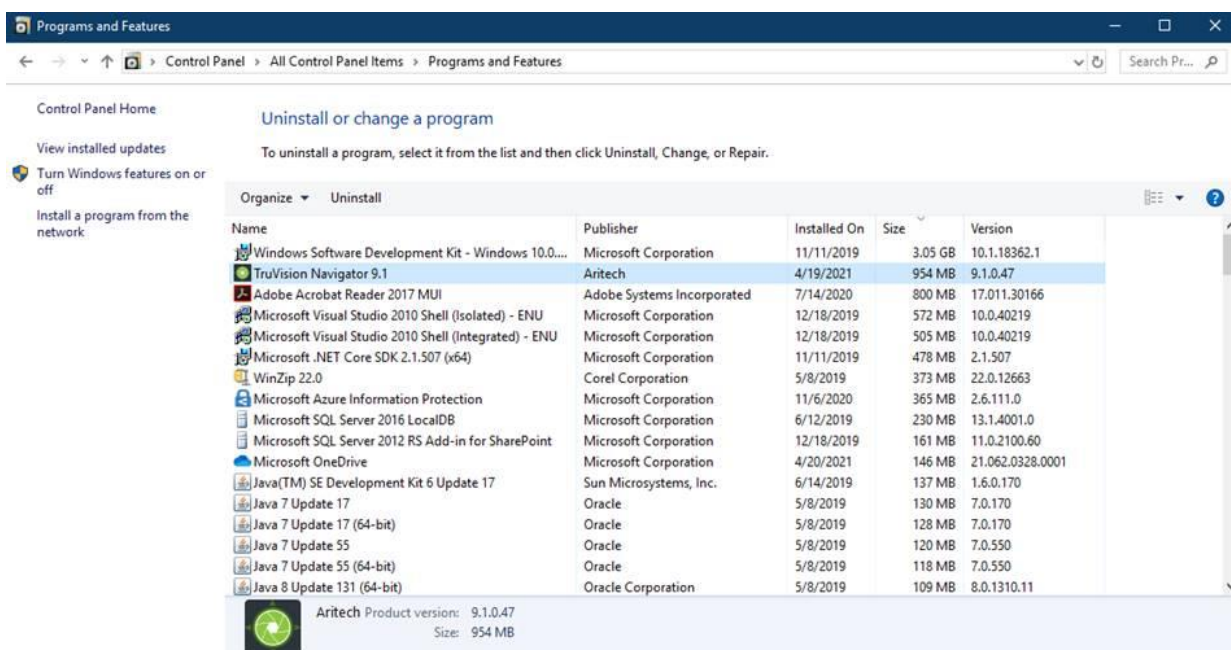 Programs and Features
Control Panel > All Control Panel Items > Programs and Features
Search Pr...
Control Panel Home
View installed updates
Turn Windows features on or
off
Install a program from the
network
Uninstall or change a program
To uninstall a program, select it from the list and then click Uninstall, Change, or Repair.
Organize Uninstall
Name Publisher Installed On Size Version
Windows Software Development Kit - Windows 10.0.... Microsoft Corporation 11/11/2019 3.05 GB 10.1.18362.1
TruVision Navigator 9.1 Aritech 4/19/2021 954 MB 9.1.0.47
Adobe Acrobat Reader 2017 MUI Adobe Systems Incorporated 7/14/2020 800 MB 17.011.30166
Microsoft Visual Studio 2010 Shell (Isolated) - ENU Microsoft Corporation 12/18/2019 572 MB 10.0.40219
Microsoft Visual Studio 2010 Shell (Integrated) - ENU Microsoft Corporation 12/18/2019 505 MB 10.0.40219
Microsoft .NET Core SDK 2.1.507 (x64) Microsoft Corporation 11/11/2019 478 MB 2.1.507
WinZip 22.0 Corel Corporation 5/8/2019 373 MB 22.0.12663
Microsoft Azure Information Protection Microsoft Corporation 11/6/2020 365 MB 2.6.111.0
Microsoft SQL Server 2016 LocalDB Microsoft Corporation 6/12/2019 230 MB 13.1.4001.0
Microsoft SQL Server 2012 RS Add-in for SharePoint Microsoft Corporation 12/18/2019 161 MB 11.0.2100.60
Microsoft OneDrive Microsoft Corporation 4/20/2021 146 MB 21.062.0328.0001
Java(TM) SE Development Kit 6 Update 17 Sun Microsystems, Inc. 6/14/2019 137 MB 1.6.0.170
Java 7 Update 17 Oracle 5/8/2019 130 MB 7.0.170
Java 7 Update 17 (64-bit) Oracle 5/8/2019 128 MB 7.0.170
Java 7 Update 55 Oracle 5/8/2019 120 MB 7.0.550
Java 7 Update 55 (64-bit) Oracle 5/8/2019 118 MB 7.0.550
Java 8 Update 131 (64-bit) Oracle Corporation 5/8/2019 109 MB 8.0.1310.11
Aritech Product version: 9.1.0.47
Size: 954 MB